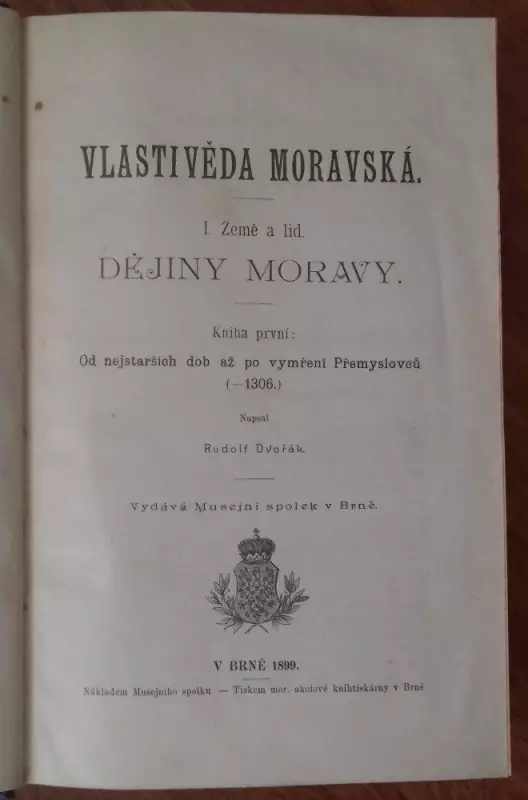 VLASTIVĚDA MORAVSKÁ.
I. Země a lid.
DĚJINY MORAVY.
Kniha první:
Od nejstarších dob až po vymření Přemyslovců
(—1306.)
Napsal
Rudolf Dvořák.
Vydává Musejní spolek v Brně.
V BRNĚ 1899.
Nákladem Musejního spolku — Tiskem mor. akciové knihtiskárny v Brně